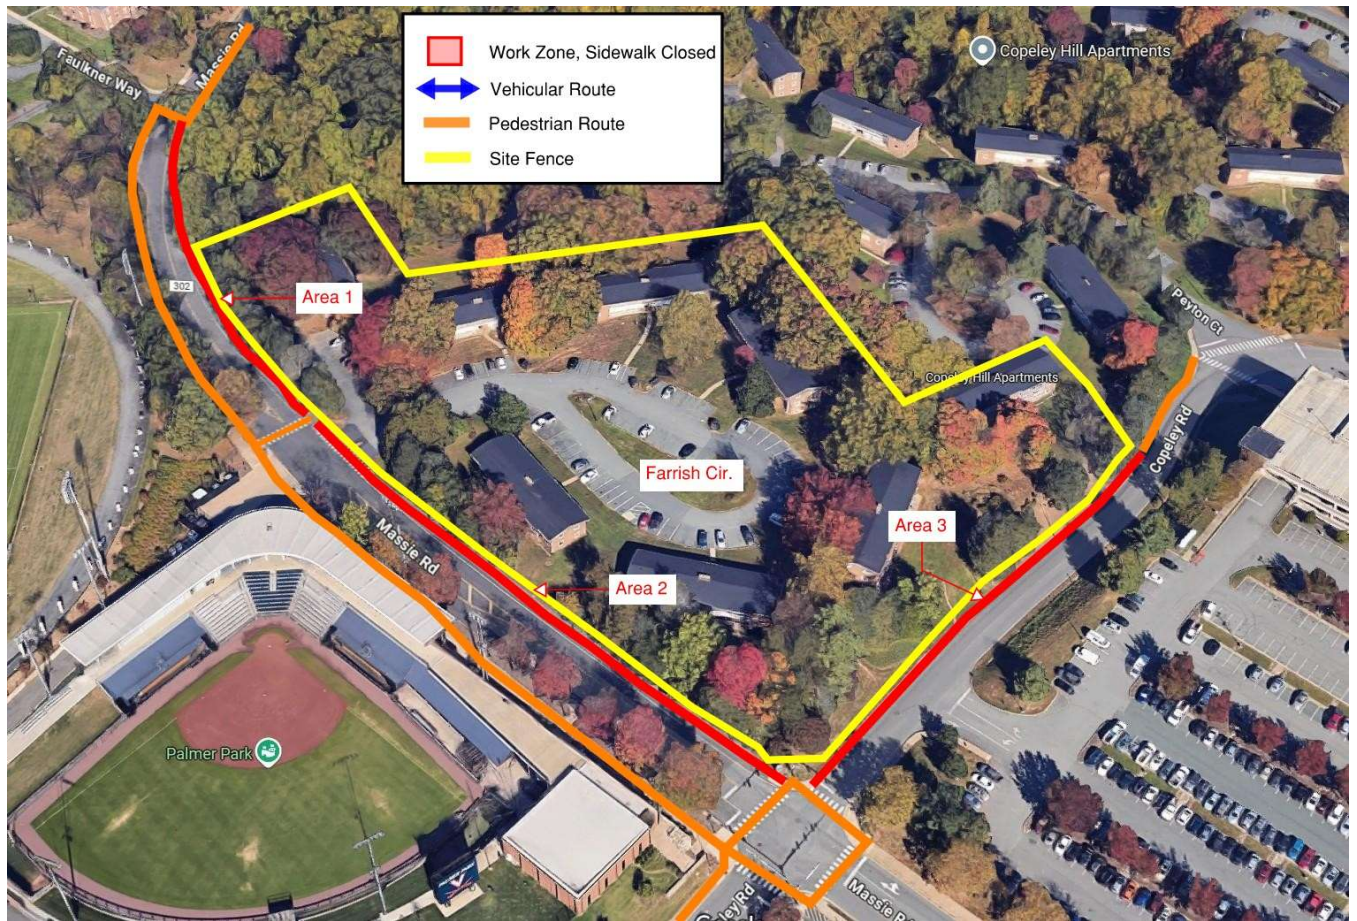 Work Zone, Sidewalk Closed
Vehicular Route
Pedestrian Route
Site Fence
Massie Rd
Faulkner Way
Copeley Hill Apartments
302
Area 1
Peyton Ct
Copeley Hill Apartments
Copeley Rd
Farrish Cir.
Area 3
Massie Rd
Area 2
Palmer Park
Massie R
ley Rd